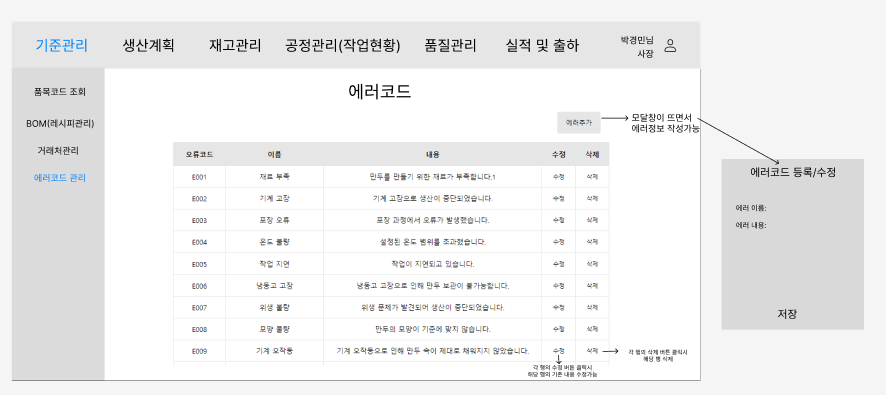 기준관리 생산계획 재고관리 공정관리(작업현황) 품질관리 실적 및 출하 박경민님
사장
품목코드 조회
BOM(레시피관리)
거래처관리
에러코드 관리
에러코드
에러추가
모달창이 뜨면서
에러정보 작성가능
오류코드 이름 내용 수정 삭제
E001 재료 부족 만두를 만들기 위한 재료가 부족합니다.1 수정 삭제
E002 기계 고장 기계 고장으로 생산이 중단되었습니다. 수정 삭제
E003 포장 오류 포장 과정에서 오류가 발생했습니다. 수정 삭제
E004 온도 불량 설정된 온도 범위를 초과했습니다. 수정 삭제
E005 작업 지연 작업이 지연되고 있습니다. 수정 삭제
E006 냉동고 고장 냉동고 고장으로 인해 만두 보관이 불가능합니다. 수정 삭제
E007 위생 불량 위생 문제가 발견되어 생산이 중단되었습니다. 수정 삭제
E008 모양 불량 만두의 모양이 기준에 맞지 않습니다. 수정 삭제
E009 기계 오작동 기계 오작동으로 인해 만두 속이 제대로 채워지지 않았습니다. 수정 삭제
각 행의 삭제 버튼 클릭시
해당 행 삭제
각 행의 수정 버튼 클릭시
해당 행의 기존 내용 수정가능
에러코드 등록/수정
에러 이름:
에러 내용:
저장